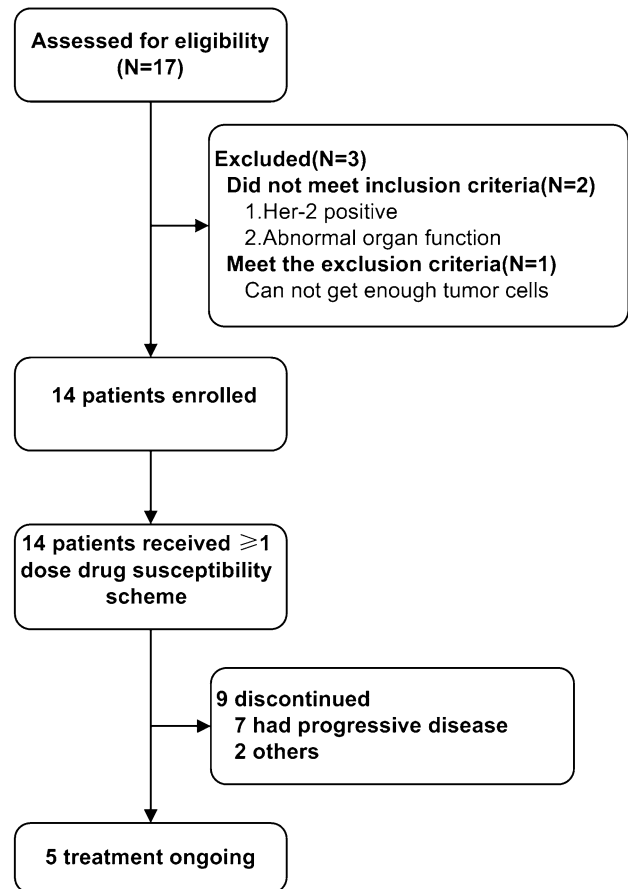 Assessed for eligibility
(N=17)
Excluded(N=3)
Did not meet inclusion criteria(N=2)
1.Her-2 positive
2.Abnormal organ function
Meet the exclusion criteria(N=1)
Can not get enough tumor cells
14 patients enrolled
14 patients received ≥1
dose drug susceptibility
scheme
9 discontinued
7 had progressive disease
2 others
5 treatment ongoing